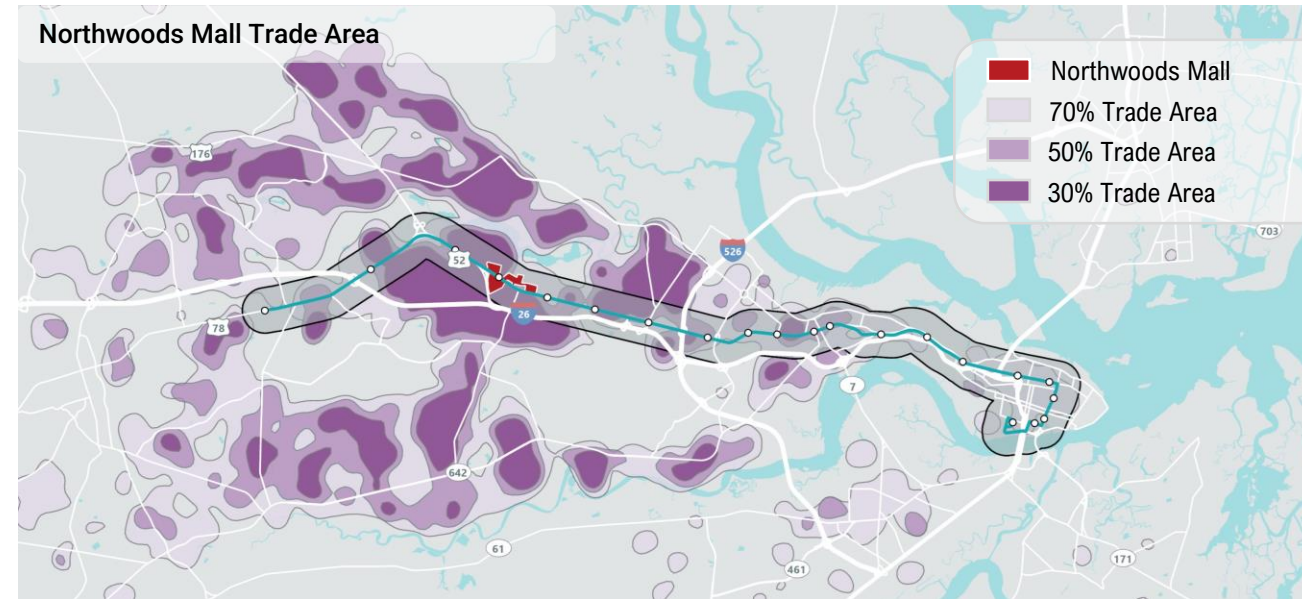 Northwoods Mall Trade Area
Northwoods Mall
70% Trade Area
50% Trade Area
30% Trade Area
176
703
526
52
26
78
7
642
61
461
171